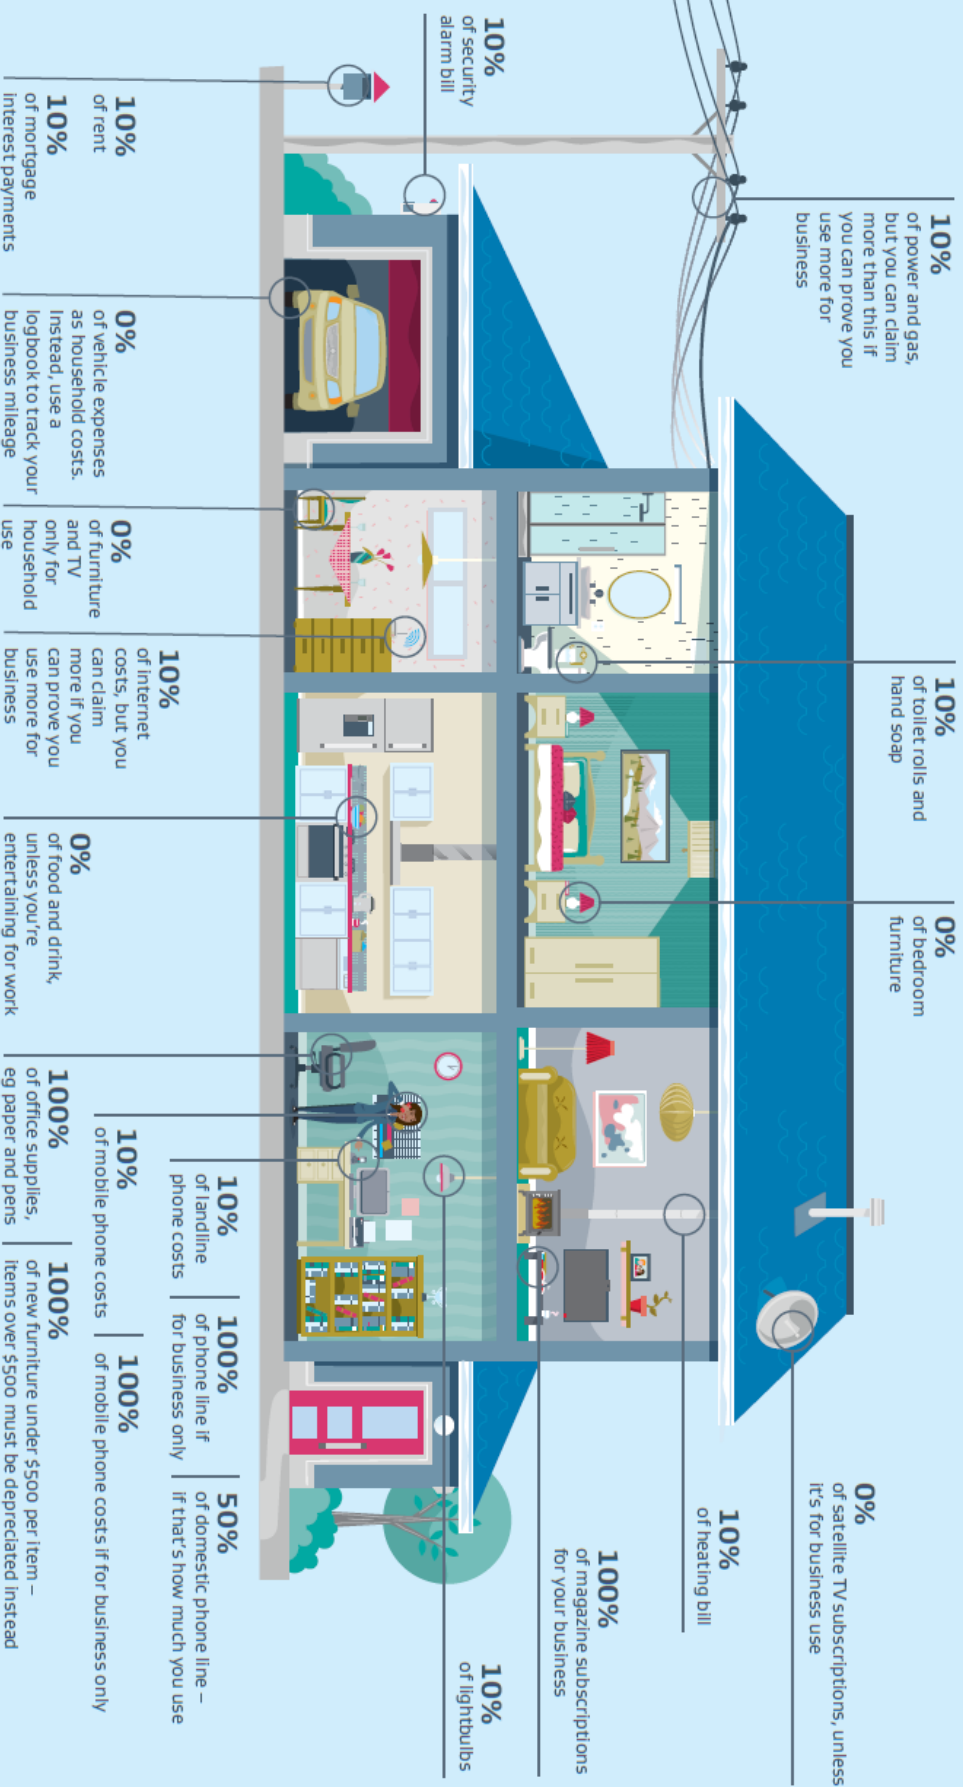 10%
of security
alarm bill
10%
of power and gas,
but you can claim
more than this if
you can prove you
use more for
business
10%
of toilet rolls and
hand soap
0%
of bedroom
furniture
0%
of satellite TV subscriptions, unless
it's for business use
10%
of heating bill
100%
of magazine subscriptions
for your business
10%
of lightbulbs
10%
of rent
10%
of mortgage
interest payments
0%
of vehicle expenses
as household costs.
Instead, use a
logbook to track your
business mileage
0%
of furniture
and TV
only for
household
use
10%
of internet
costs, but you
can claim
more if you
can prove you
use more for
business
0%
of food and drink,
unless you're
entertaining for work
10%
of landline
phone costs
100%
of phone line if
for business only
50%
of domestic phone line –
if that's how much you use
10%
of mobile phone costs
100%
of mobile phone costs if for business only
100%
of office supplies,
eg paper and pens
100%
of new furniture under $500 per item –
items over $500 must be depreciated instead